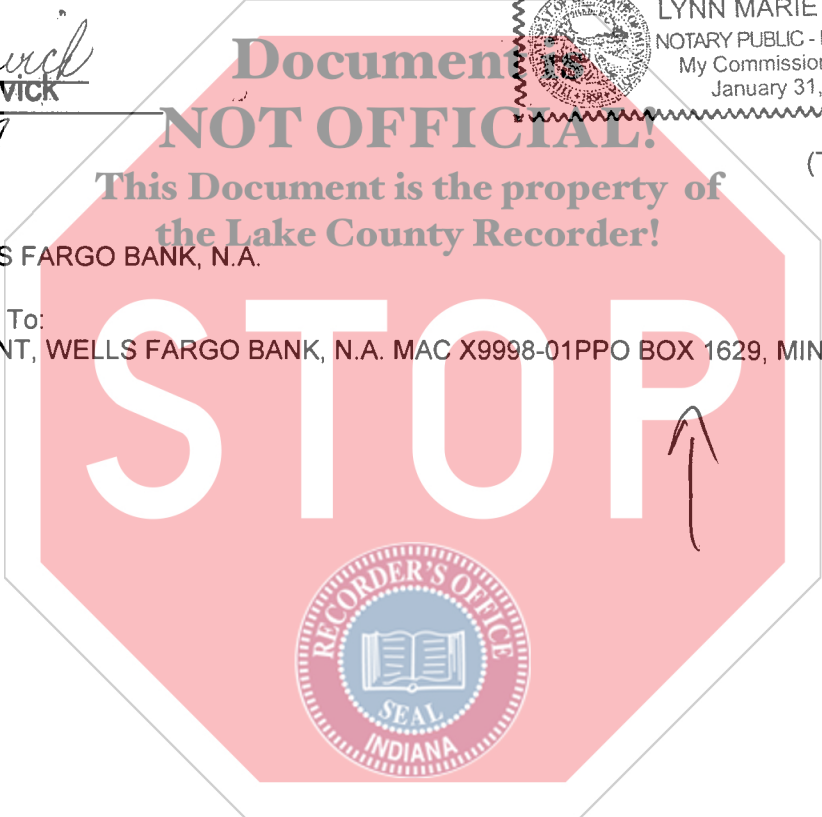 LYNN MARIE
NOTARY PUBLIC -
My Commission
January 31,
VICK
Document is
NOT OFFICIAL!
This Document is the property of
the Lake County Recorder!
S FARGO BANK, N.A.
To:
NT, WELLS FARGO BANK, N.A. MAC X9998-01PPO BOX 1629, MIN
STOP
RECORDER'S OFFICE
SEAL
INDIANA